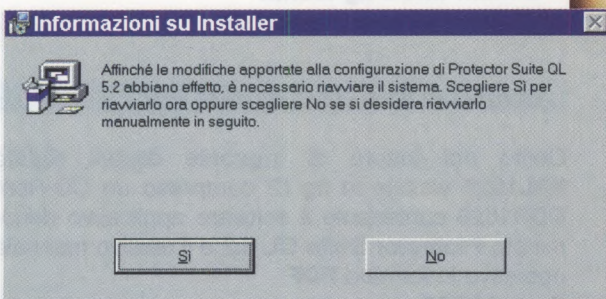 Informazioni su Installer
Affinché le modifiche apportate alla configurazione di Protector Suite QL
5.2 abbiano effetto, è necessario riavviare il sistema. Scegliere Sì per
riavviarlo ora oppure scegliere No se si desidera riavviarlo
manualmente in seguito.
Sì
No